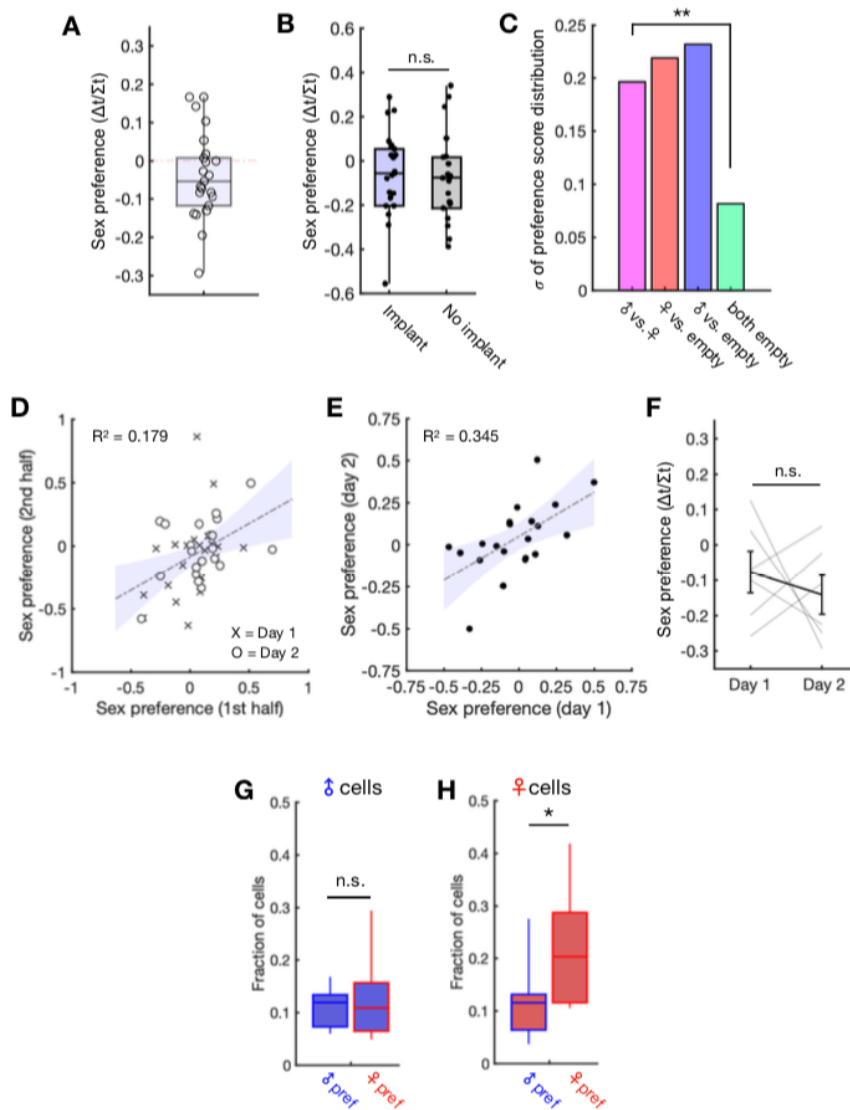 A
Sex preference (Δt/Σt)
0.3
0.2
0.1
0
-0.1
-0.2
-0.3
B
Sex preference (Δt/Σt)
0.6
0.4
0.2
0
-0.2
-0.4
-0.6
n.s.
Implant
No implant
C
σ of preference score distribution
0.25
0.2
0.15
0.1
0.05
0
**
♂ vs. ♀
♀ vs. empty
♂ vs. empty
both empty
D
Sex preference (2nd half)
1
0.5
0
-0.5
-1
R² = 0.179
X = Day 1
O = Day 2
-1 -0.5 0 0.5 1
Sex preference (1st half)
E
Sex preference (day 2)
0.75
0.5
0.25
0
-0.25
-0.5
-0.75
R² = 0.345
-0.75 -0.5 -0.25 0 0.25 0.5 0.75
Sex preference (day 1)
F
Sex preference (Δt/Σt)
0.3
0.2
0.1
0
-0.1
-0.2
-0.3
n.s.
Day 1 Day 2
G
♂ cells
Fraction of cells
0.5
0.4
0.3
0.2
0.1
0
n.s.
♂ pref
♀ pref
H
♀ cells
Fraction of cells
0.5
0.4
0.3
0.2
0.1
0
*
♂ pref
♀ pref